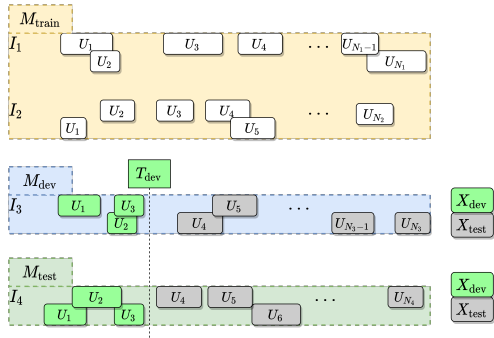 M_train
I_1 U_1 U_3 U_4 ... U_{N_1-1}
U_2 U_{N_1}
I_2 U_2 U_3 U_4 ... U_{N_2}
U_1 U_5
M_dev T_dev
I_3 U_1 U_3 U_5 ... X_dev
U_2 U_4 U_{N_3-1} U_{N_3} X_test
M_test
I_4 U_2 U_4 U_5 ... U_{N_4} X_dev
U_1 U_3 U_6 X_test